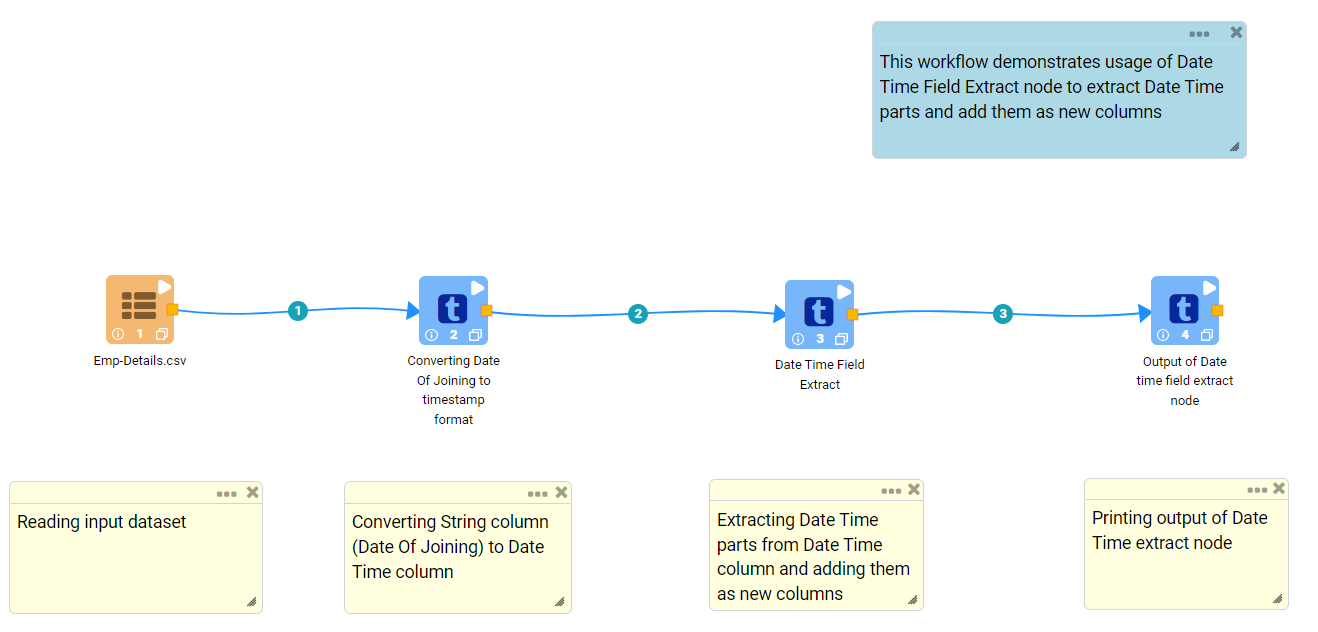 This workflow demonstrates usage of Date
Time Field Extract node to extract Date Time
parts and add them as new columns
1
2
3
1
t
2
t
3
t
4
Emp-Details.csv
Converting Date
Of Joining to
timestamp
format
Date Time Field
Extract
Output of Date
time field extract
node
Reading input dataset
Converting String column
(Date Of Joining) to Date
Time column
Extracting Date Time
parts from Date Time
column and adding them
as new columns
Printing output of Date
Time extract node